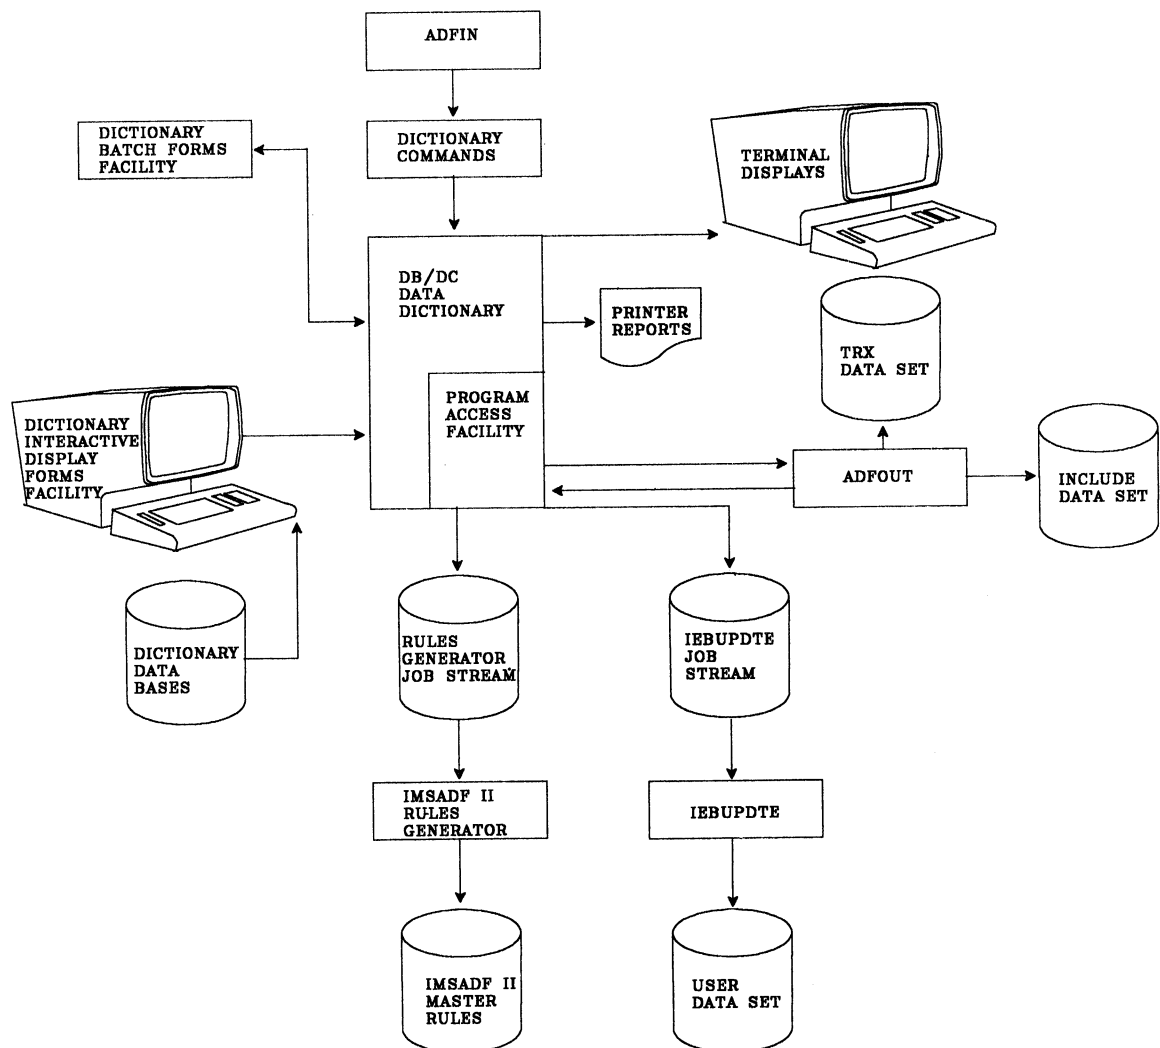 ADFIN
DICTIONARY
BATCH FORMS
FACILITY
DICTIONARY
COMMANDS
TERMINAL
DISPLAYS
DB/DC
DATA
DICTIONARY
PRINTER
REPORTS
TRX
DATA SET
PROGRAM
ACCESS
FACILITY
DICTIONARY
INTERACTIVE
DISPLAY
FORMS
FACILITY
ADFOUT
INCLUDE
DATA SET
DICTIONARY
DATA
BASES
RULES
GENERATOR
JOB STREAM
IEBUPDTE
JOB
STREAM
IMSADF II
RULES
GENERATOR
IEBUPDTE
IMSADF II
MASTER
RULES
USER
DATA SET